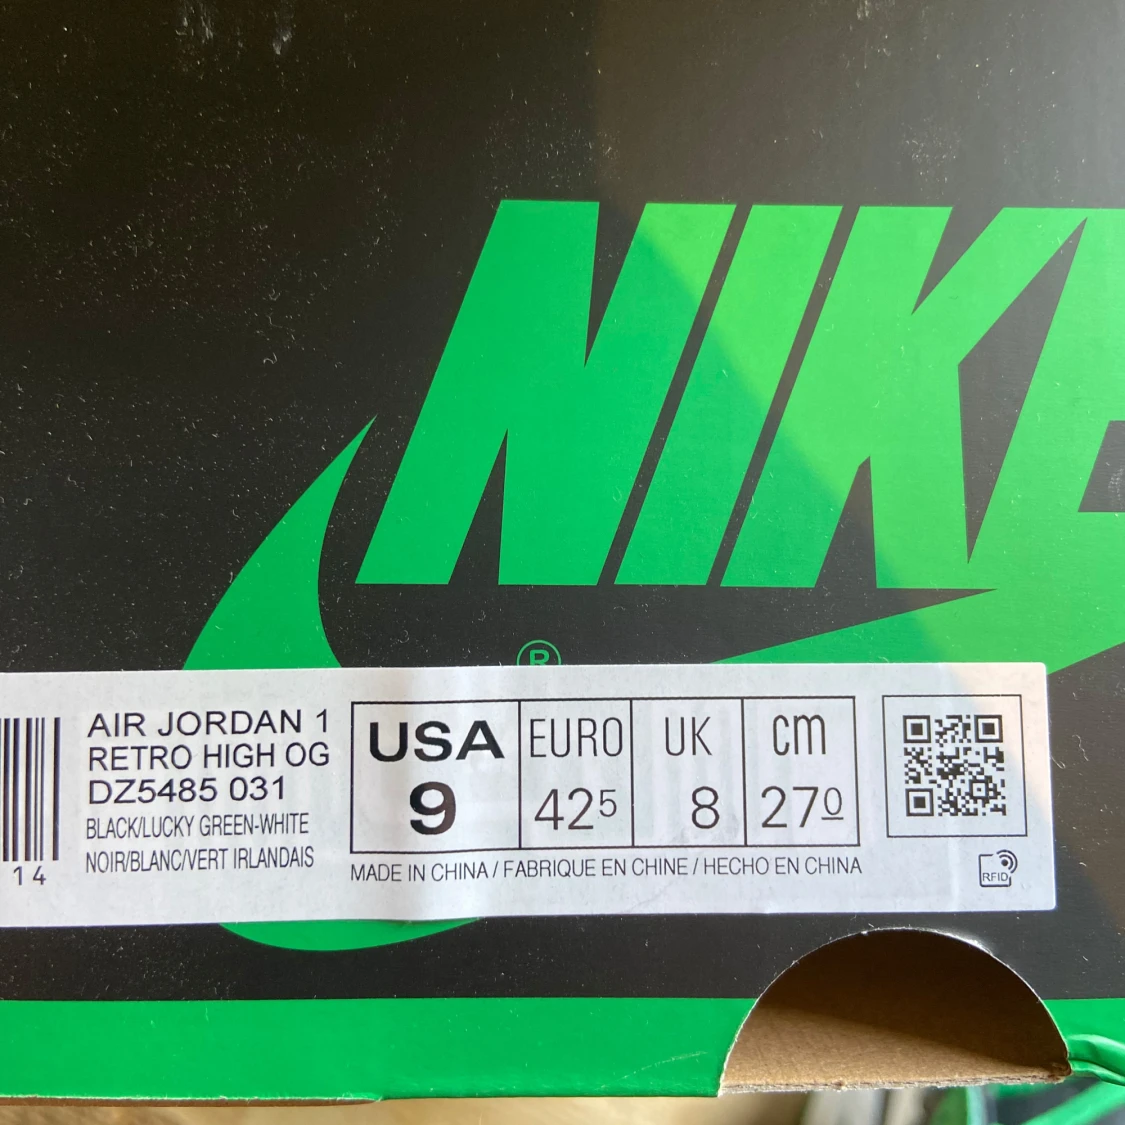 NIKE
®
AIR JORDAN 1
RETRO HIGH OG
DZ5485 031
BLACK/LUCKY GREEN-WHITE
NOIR/BLANC/VERT IRLANDAIS
14
USA EURO UK cm
9 425 8 270
MADE IN CHINA / FABRIQUE EN CHINE / HECHO EN CHINA
RFID